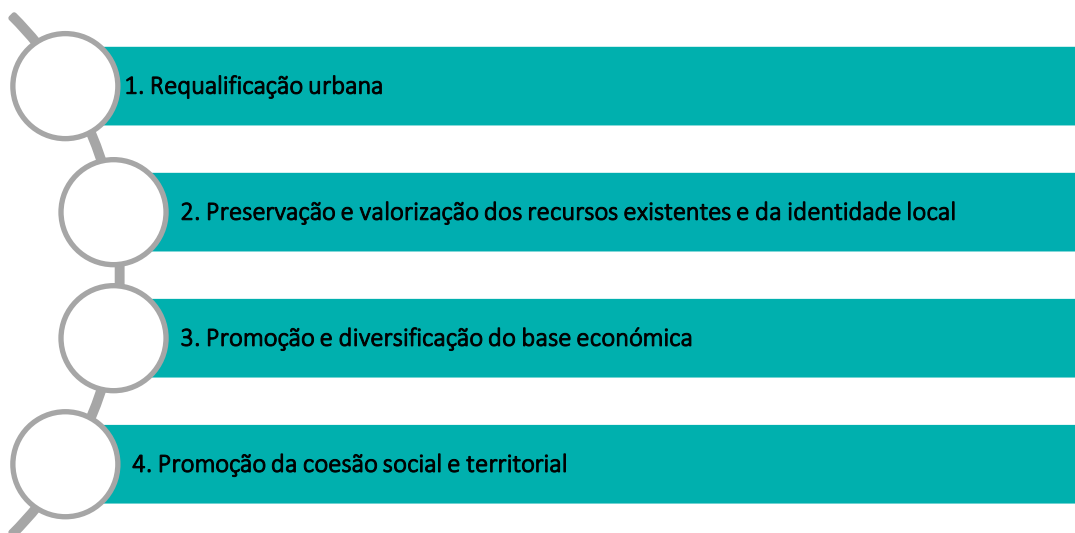 1. Requalificação urbana
2. Preservação e valorização dos recursos existentes e da identidade local
3. Promoção e diversificação do base económica
4. Promoção da coesão social e territorial